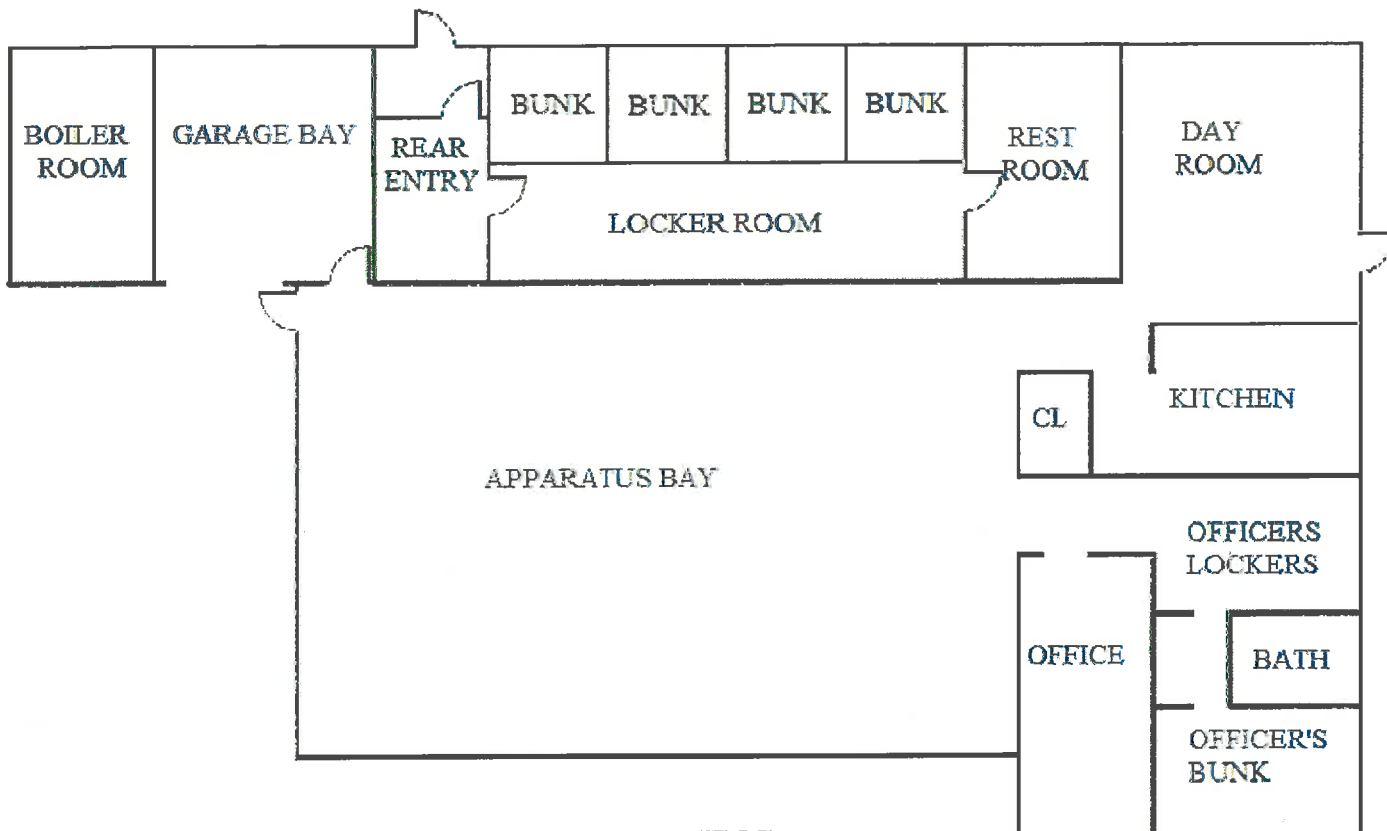 BOILER
ROOM
GARAGE BAY
REAR
ENTRY
BUNK
BUNK
BUNK
BUNK
LOCKER ROOM
REST
ROOM
DAY
ROOM
CL
KITCHEN
APPARATUS BAY
OFFICERS
LOCKERS
OFFICE
BATH
OFFICER'S
BUNK